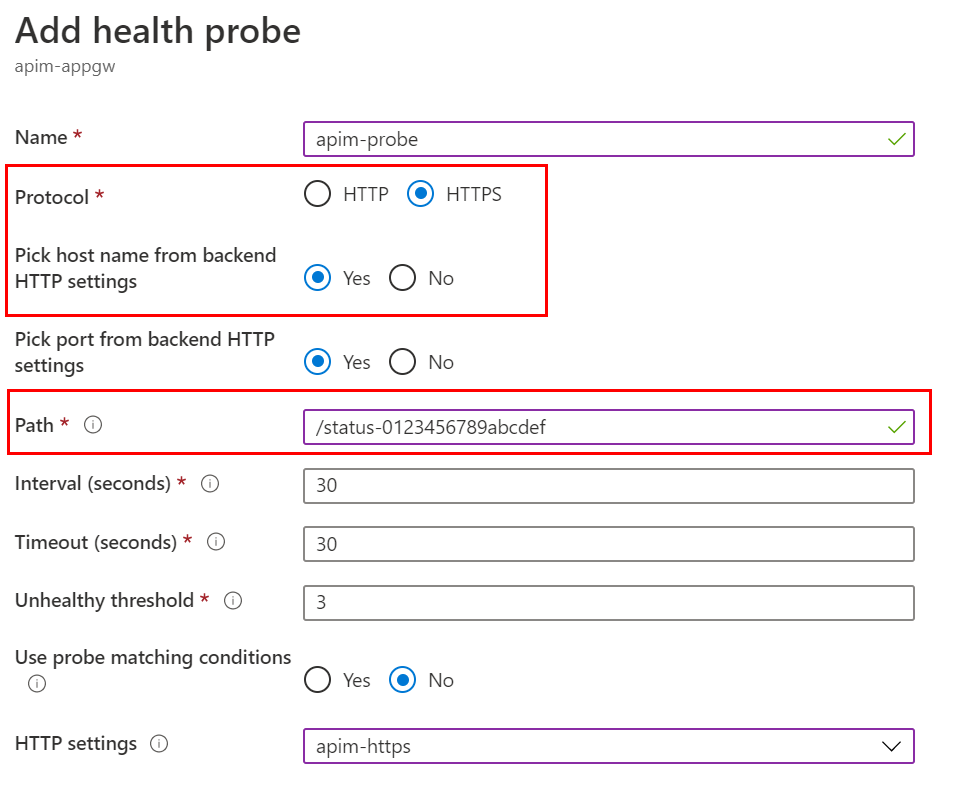 Add health probe
apim-appgw
Name *
apim-probe
Protocol *
HTTP
HTTPS
Pick host name from backend
HTTP settings
Yes
No
Pick port from backend HTTP
settings
Yes
No
Path *
/status-0123456789abcdef
Interval (seconds) *
30
Timeout (seconds) *
30
Unhealthy threshold *
3
Use probe matching conditions
Yes
No
HTTP settings
apim-https